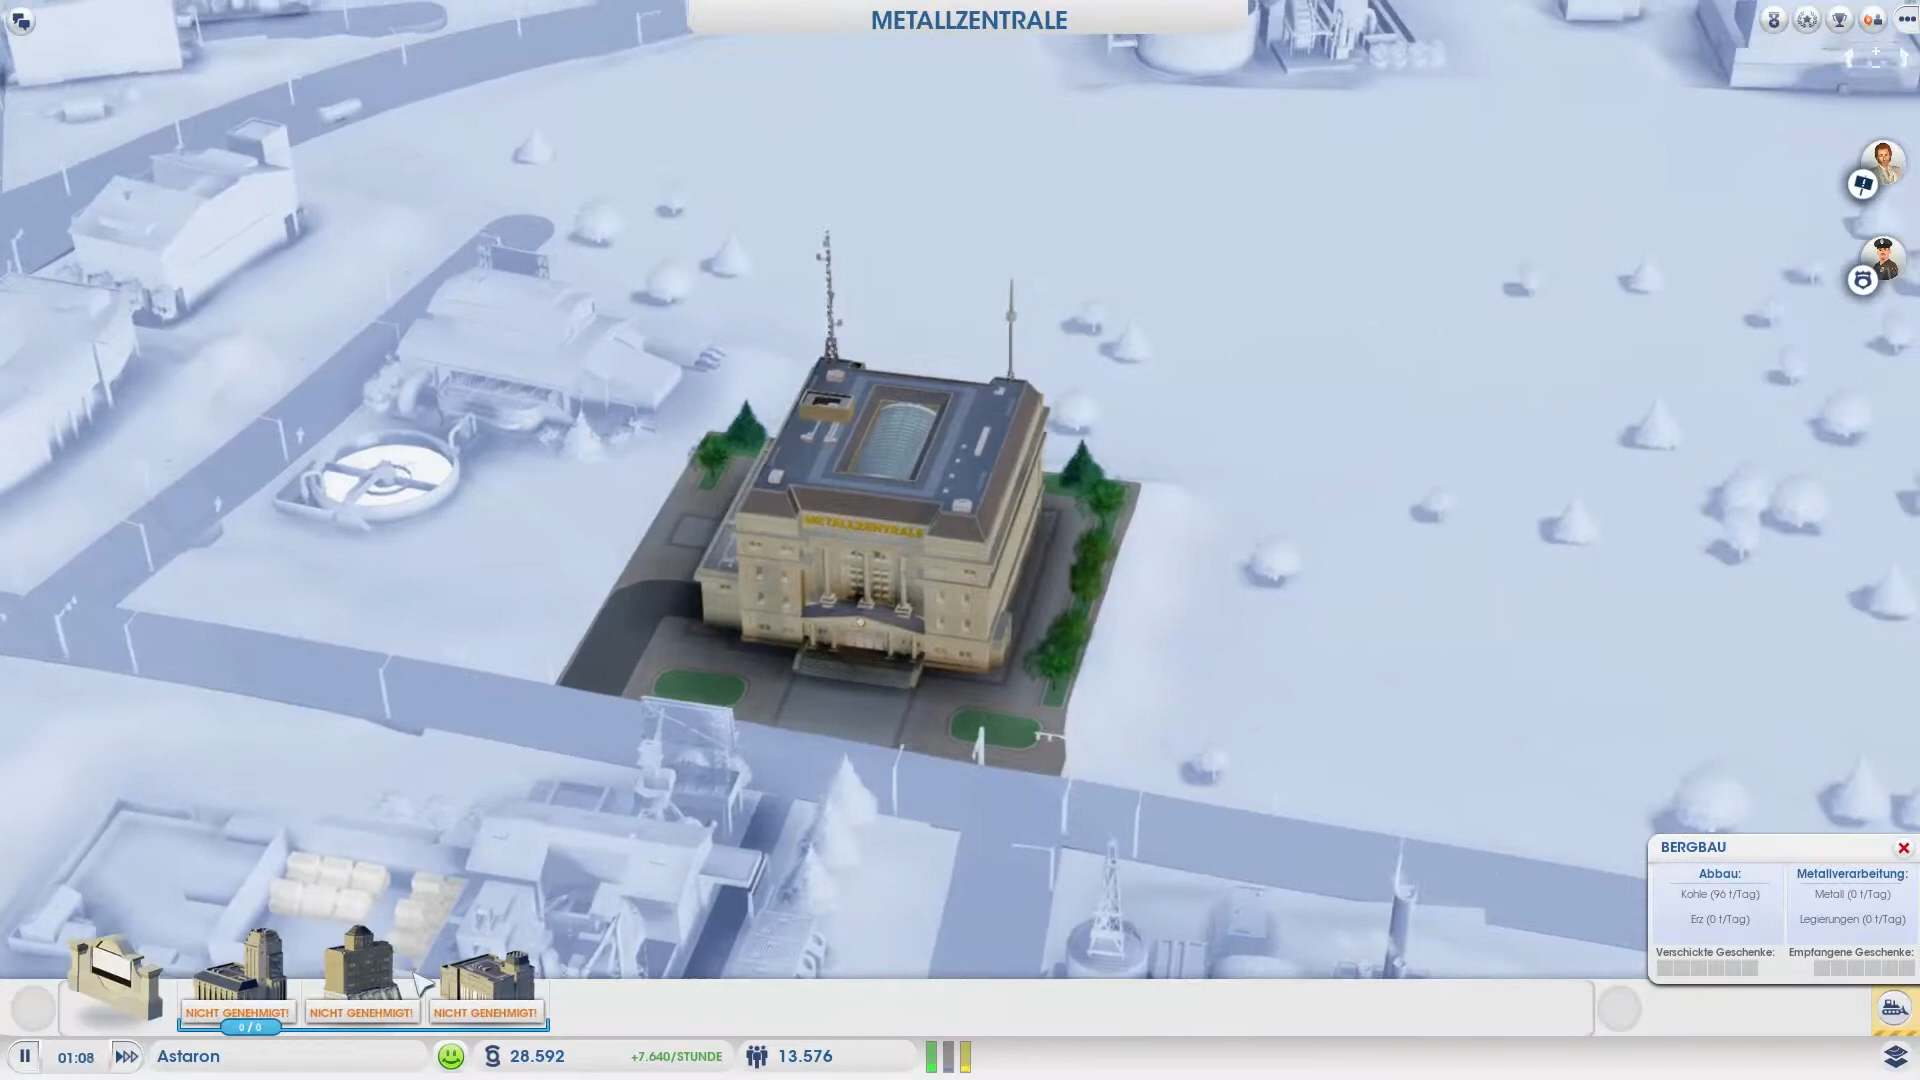 METALLZENTRALE
METALLZENTRALE
BERGBAU
Abbau:
Metallverarbeitung:
Kohle (96 t/Tag)
Metall (0 t/Tag)
Erz (0 t/Tag)
Legierungen (0 t/Tag)
Verschickte Geschenke:
Empfangene Geschenke:
NICHT GENEHMIGT!
NICHT GENEHMIGT!
NICHT GENEHMIGT!
0 / 0
01:08
Astaron
28.592
+7.640/STUNDE
13.576